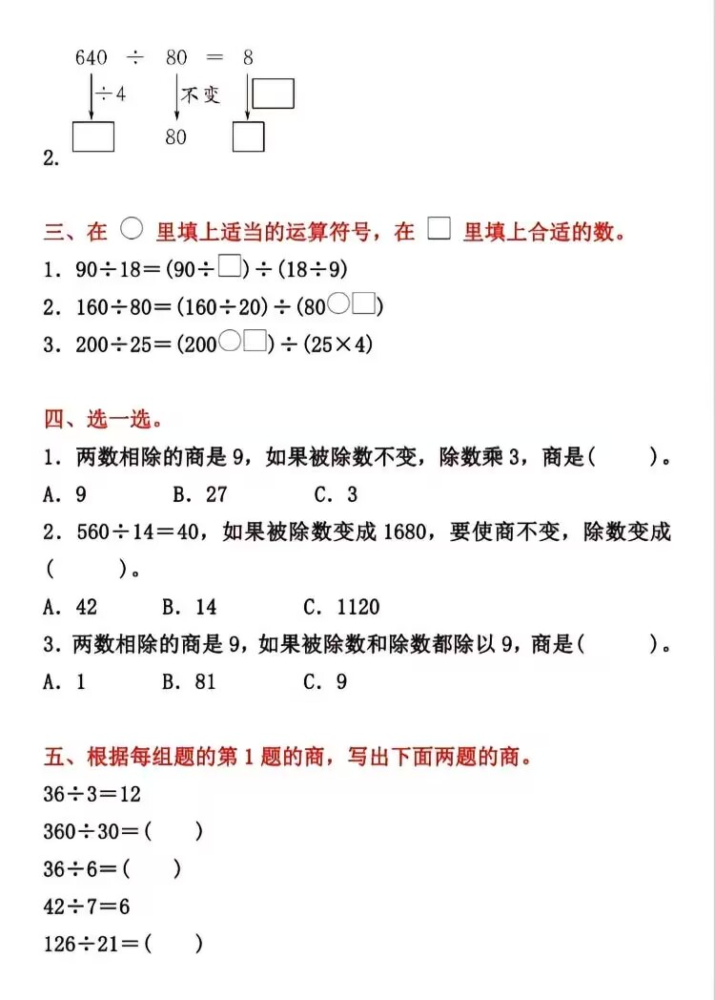 640 ÷ 80 = 8
÷4 不变 □
□ 80 □
2.
三、在 ○ 里填上适当的运算符号，在 □ 里填上合适的数。
1．90÷18＝(90÷□)÷(18÷9)
2．160÷80＝(160÷20)÷(80○□)
3．200÷25＝(200○□)÷(25×4)
四、选一选。
1．两数相除的商是 9，如果被除数不变，除数乘 3，商是(　　)。
A．9　　B．27　　C．3
2．560÷14＝40，如果被除数变成 1680，要使商不变，除数变成
(　　)。
A．42　　B．14　　C．1120
3．两数相除的商是 9，如果被除数和除数都除以 9，商是(　　)。
A．1　　B．81　　C．9
五、根据每组题的第 1 题的商，写出下面两题的商。
36÷3＝12
360÷30＝(　　)
36÷6＝(　　)
42÷7＝6
126÷21＝(　　)